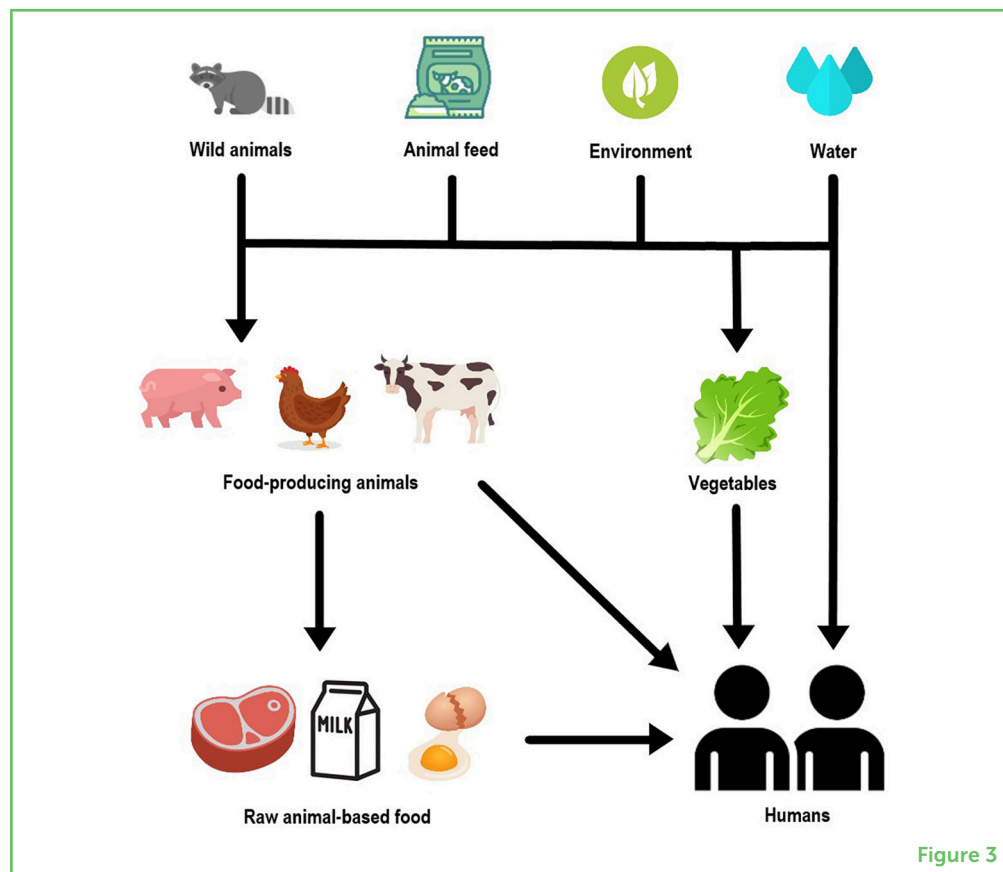 Wild animals
Animal feed
Environment
Water
Food-producing animals
Vegetables
MILK
Raw animal-based food
Humans
Figure 3